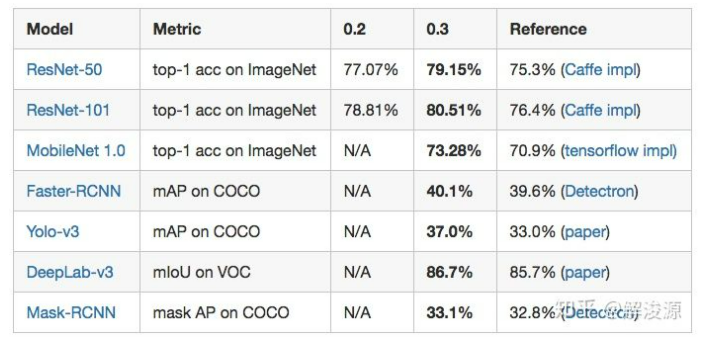 Model Metric 0.2 0.3 Reference
ResNet-50 top-1 acc on ImageNet 77.07% 79.15% 75.3% (Caffe impl)
ResNet-101 top-1 acc on ImageNet 78.81% 80.51% 76.4% (Caffe impl)
MobileNet 1.0 top-1 acc on ImageNet N/A 73.28% 70.9% (tensorflow impl)
Faster-RCNN mAP on COCO N/A 40.1% 39.6% (Detectron)
Yolo-v3 mAP on COCO N/A 37.0% 33.0% (paper)
DeepLab-v3 mIoU on VOC N/A 86.7% 85.7% (paper)
Mask-RCNN mask AP on COCO N/A 33.1% 32.8% (Detectron)
知乎 @解浚源